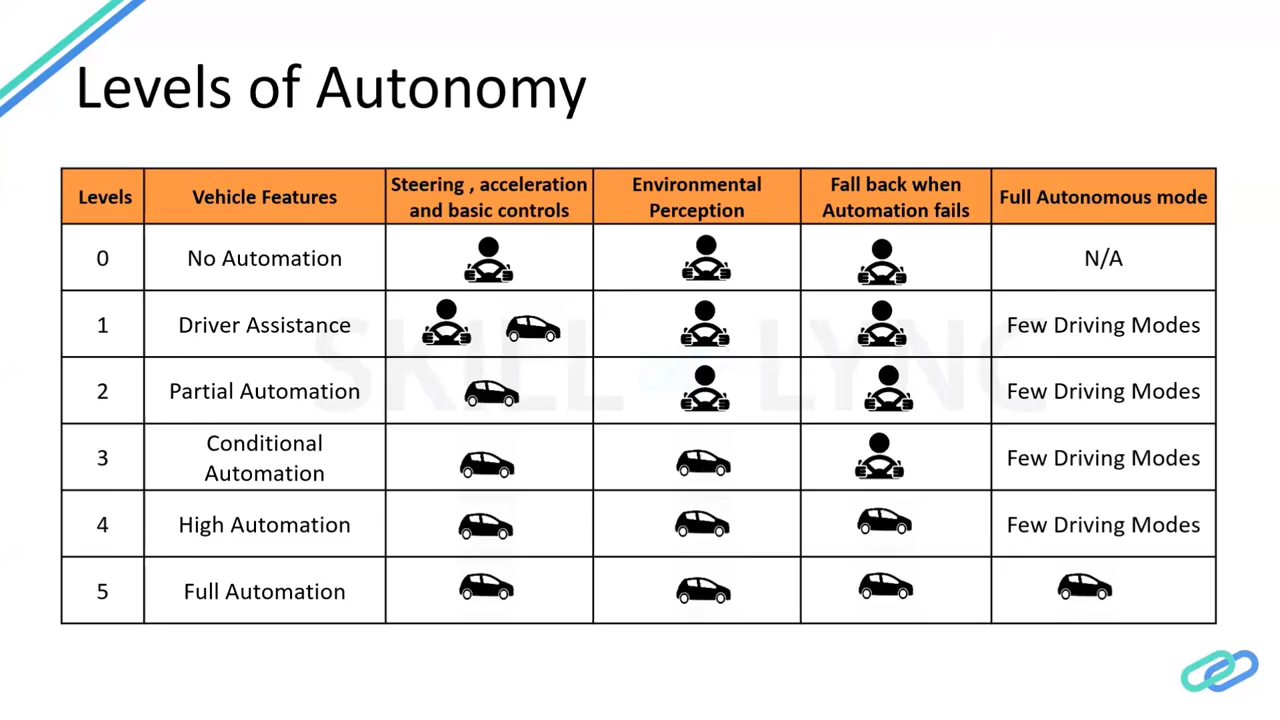 Levels of Autonomy
Levels
Vehicle Features
Steering , acceleration
and basic controls
Environmental
Perception
Fall back when
Automation fails
Full Autonomous mode
0
No Automation
N/A
1
Driver Assistance
Few Driving Modes
2
Partial Automation
Few Driving Modes
3
Conditional
Automation
Few Driving Modes
4
High Automation
Few Driving Modes
5
Full Automation
SKILL LYNC